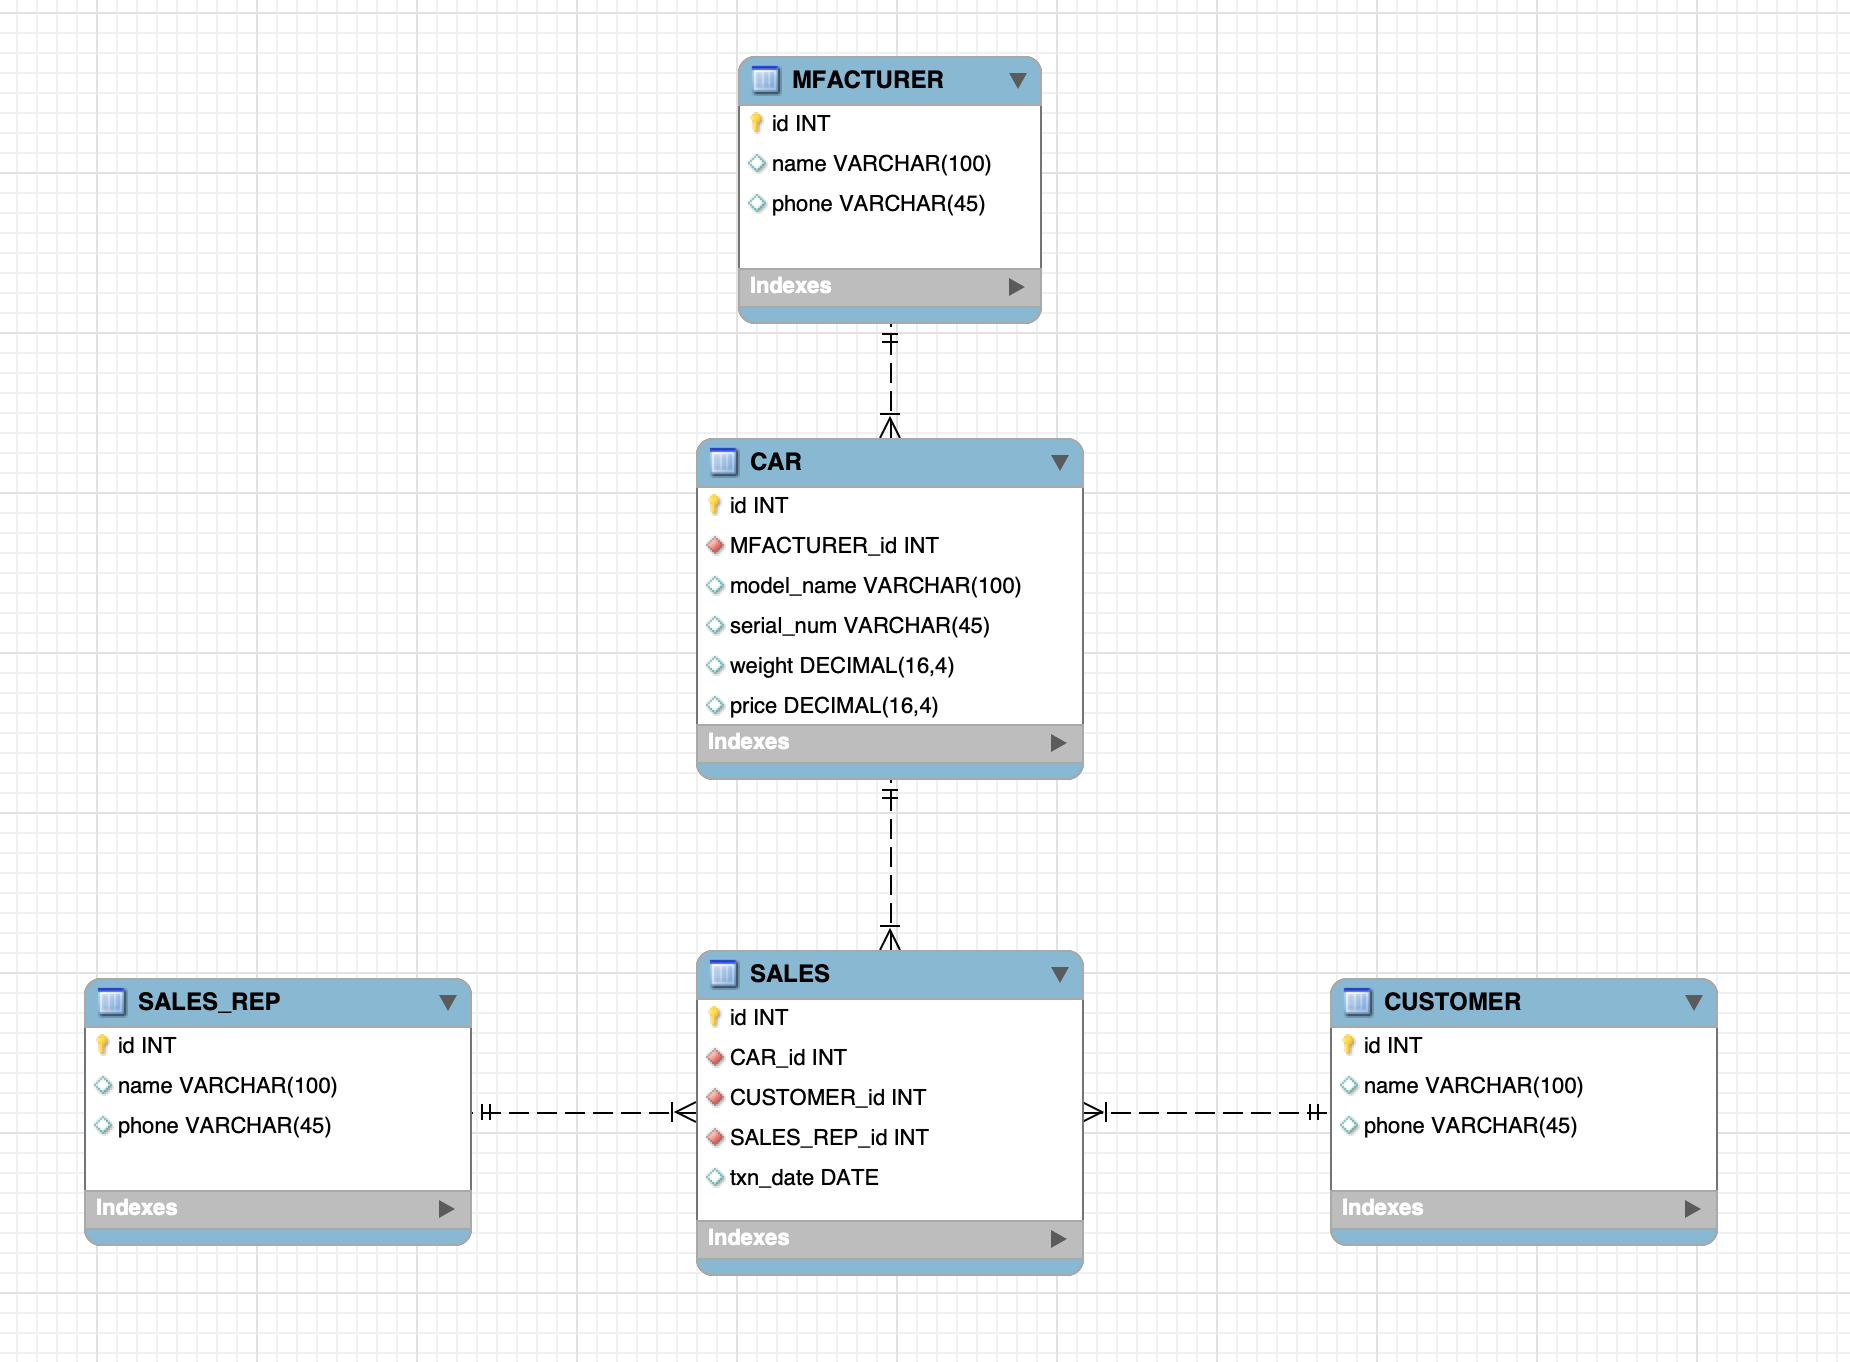 MFACTURER
id INT
name VARCHAR(100)
phone VARCHAR(45)
Indexes
CAR
id INT
MFACTURER_id INT
model_name VARCHAR(100)
serial_num VARCHAR(45)
weight DECIMAL(16,4)
price DECIMAL(16,4)
Indexes
SALES_REP
id INT
name VARCHAR(100)
phone VARCHAR(45)
Indexes
SALES
id INT
CAR_id INT
CUSTOMER_id INT
SALES_REP_id INT
txn_date DATE
Indexes
CUSTOMER
id INT
name VARCHAR(100)
phone VARCHAR(45)
Indexes